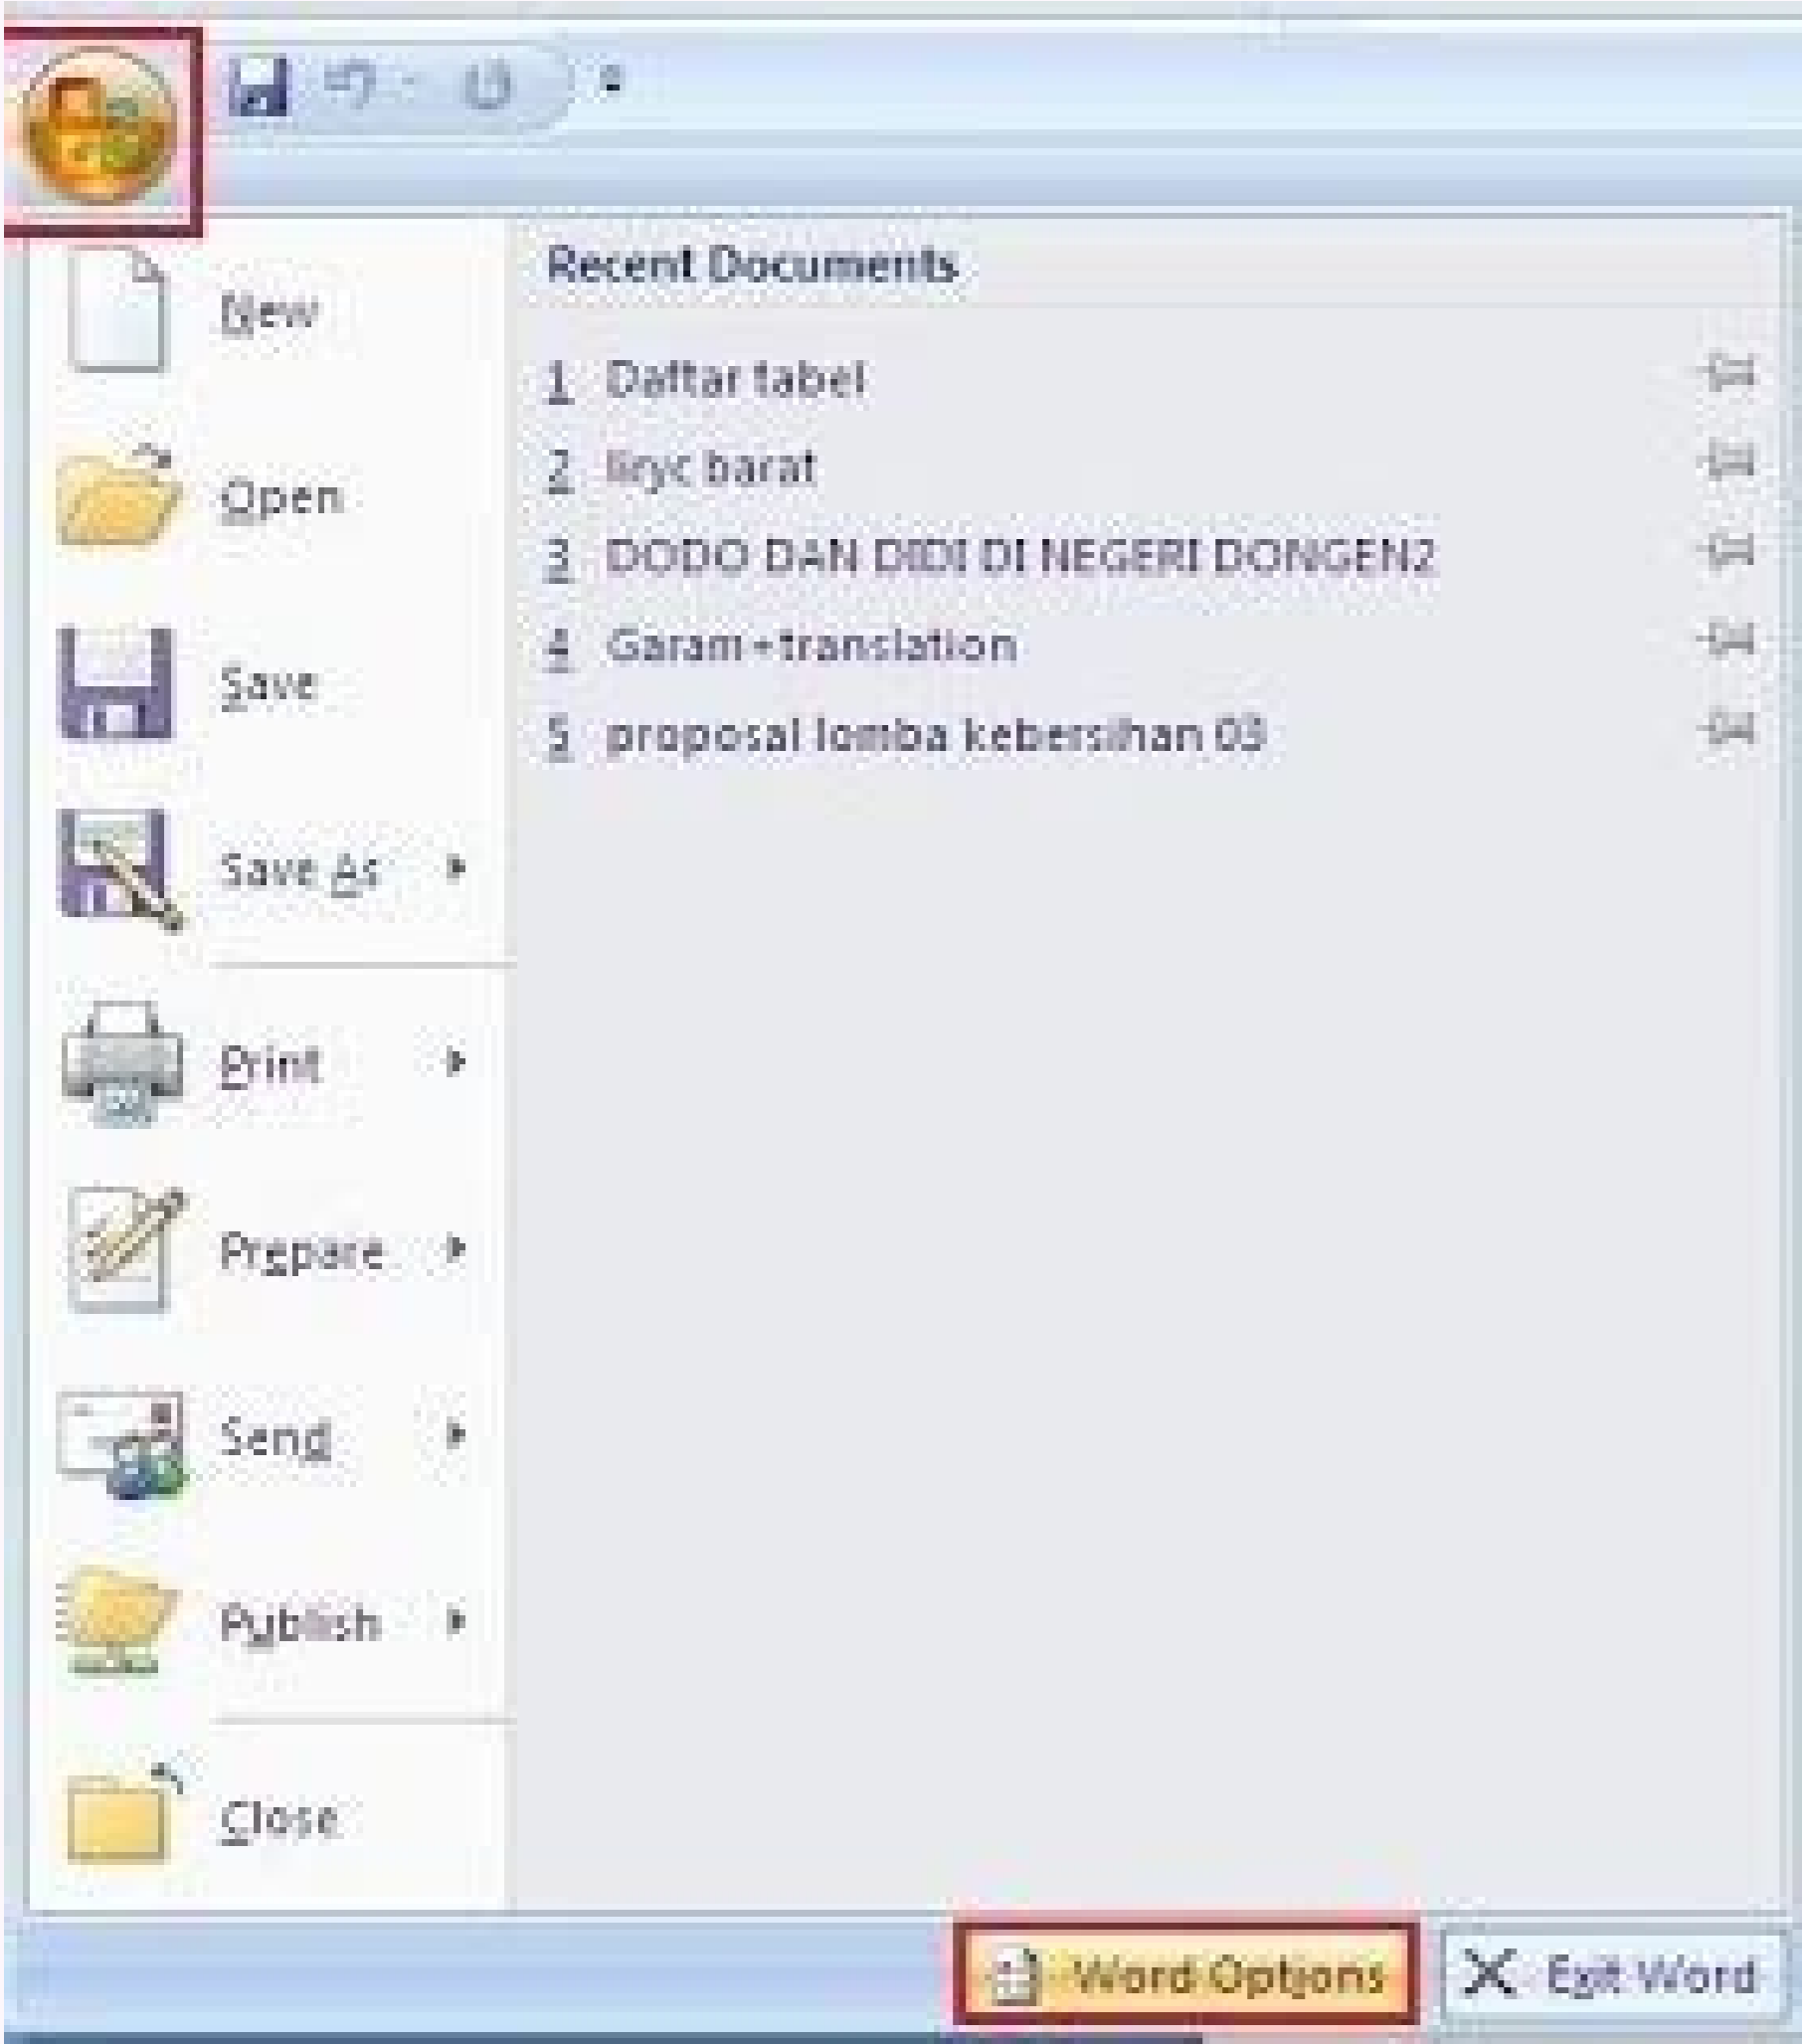 New
Open
Save
Save As
Print
Prepare
Send
Publish
Close
Recent Documents
1 Daftar tabel
2 liryc barat
3 DODO DAN DIDI DI NEGERI DONGEN2
4 Garam+translation
5 proposal lomba kebersihan 03
Word Options
Exit Word